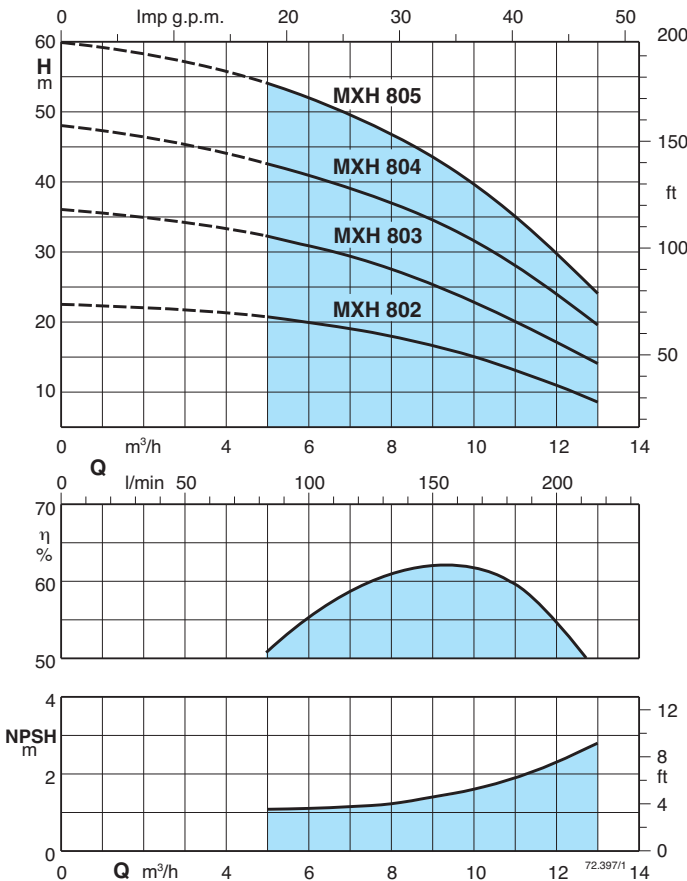 0 Imp g.p.m. 20 30 40 50
60 200
H
m
MXH 805
50
150
MXH 804
40
ft
MXH 803
30 100
MXH 802
20
50
10
0 m³/h 4 6 8 10 12 14
Q
0 l/min 50 100 150 200
70
η
%
60
50
4
12
NPSH
m
8
ft
2
4
0 0
72.397/1
0 Q m³/h 4 6 8 10 12 14